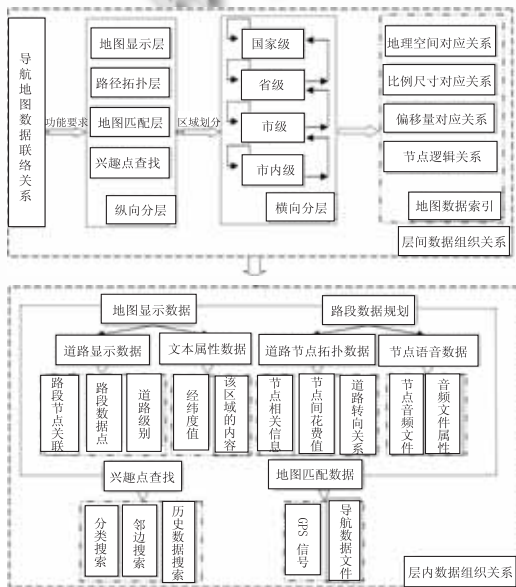 导航地图数据联络关系
功能要求
地图显示层
路径拓扑层
地图匹配层
兴趣点查找
纵向分层
区域划分
国家级
省级
市级
市内级
横向分层
地理空间对应关系
比例尺寸对应关系
偏移量对应关系
节点逻辑关系
地图数据索引
层间数据组织关系
地图显示数据
路段数据规划
道路显示数据
文本属性数据
道路节点拓扑数据
节点语音数据
路段节点关联
路段数据点
道路级别
经纬度值
该区域的内容
节点相关信息
节点间花费值
道路转向关系
节点音频文件
音频文件属性
兴趣点查找
地图匹配数据
分类搜索
邻边搜索
历史数据搜索
GPS 信号
导航数据文件
层内数据组织关系